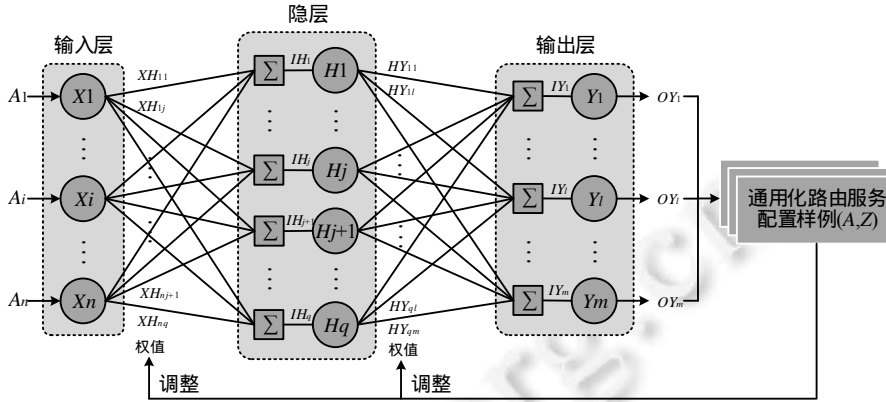 隐层
输入层
输出层
A1
X1
XH11
XH1j
Σ
IH1
H1
HY11
HY1l
Σ
IY1
Y1
OY1
Σ
IHj
Hj
Ai
Xi
Σ
IYl
Yl
OYl
通用化路由服务
配置样例(A,Z)
Σ
IHj+1
Hj+1
An
Xn
XHnj+1
XHnq
Σ
IHq
Hq
HYql
HYqm
Σ
IYm
Ym
OYm
权值
权值
调整
调整